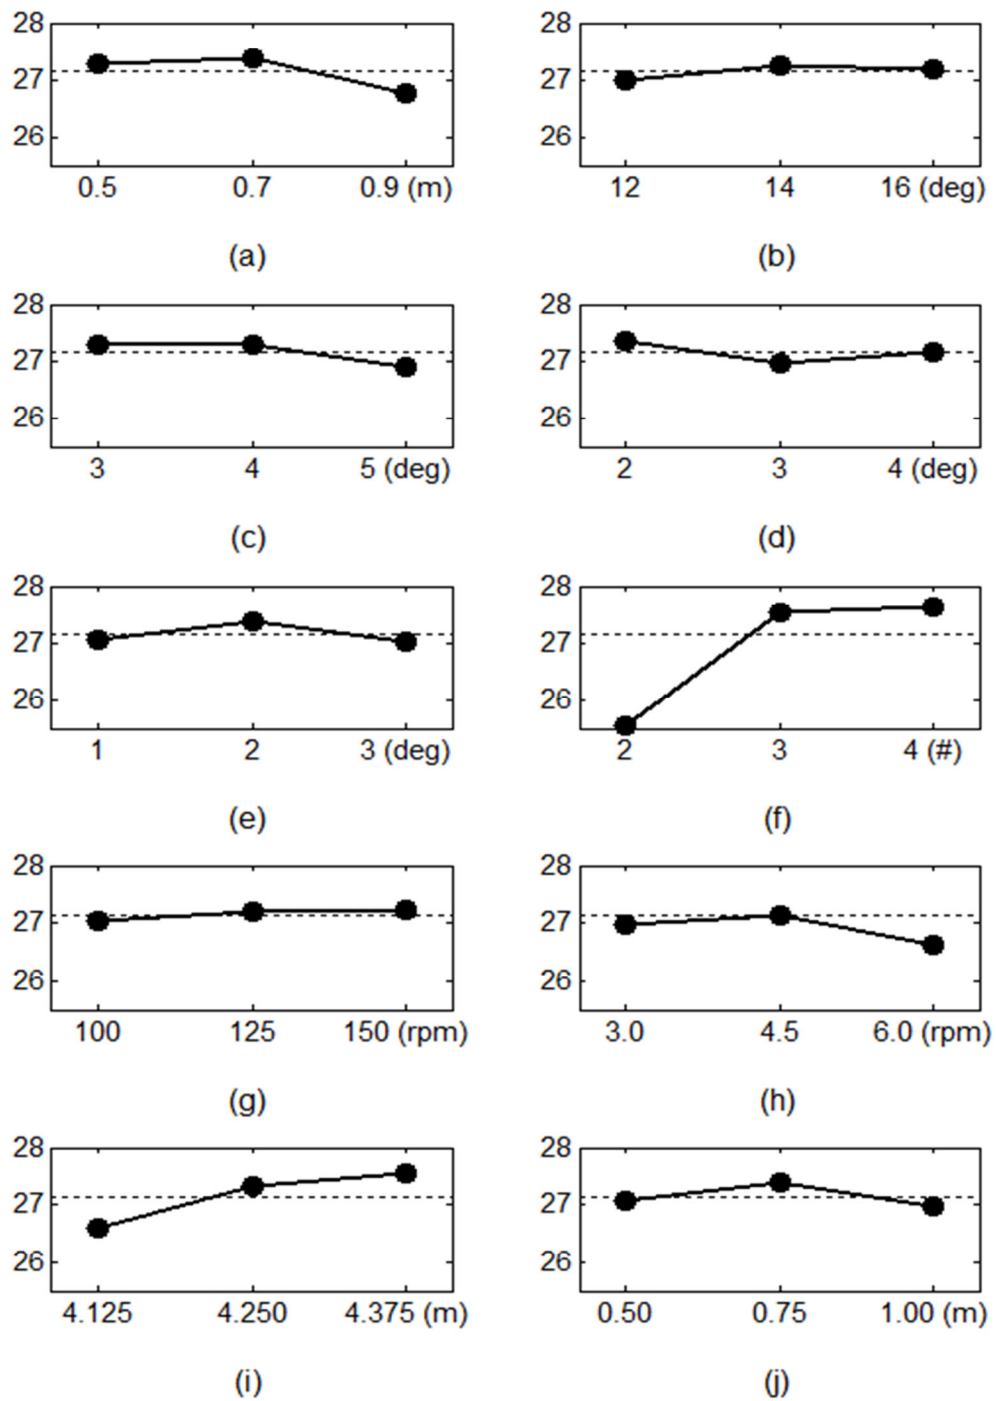 28
27
26
0.5 0.7 0.9 (m)
(a)
28
27
26
12 14 16 (deg)
(b)
28
27
26
3 4 5 (deg)
(c)
28
27
26
2 3 4 (deg)
(d)
28
27
26
1 2 3 (deg)
(e)
28
27
26
2 3 4 (#)
(f)
28
27
26
100 125 150 (rpm)
(g)
28
27
26
3.0 4.5 6.0 (rpm)
(h)
28
27
26
4.125 4.250 4.375 (m)
(i)
28
27
26
0.50 0.75 1.00 (m)
(j)